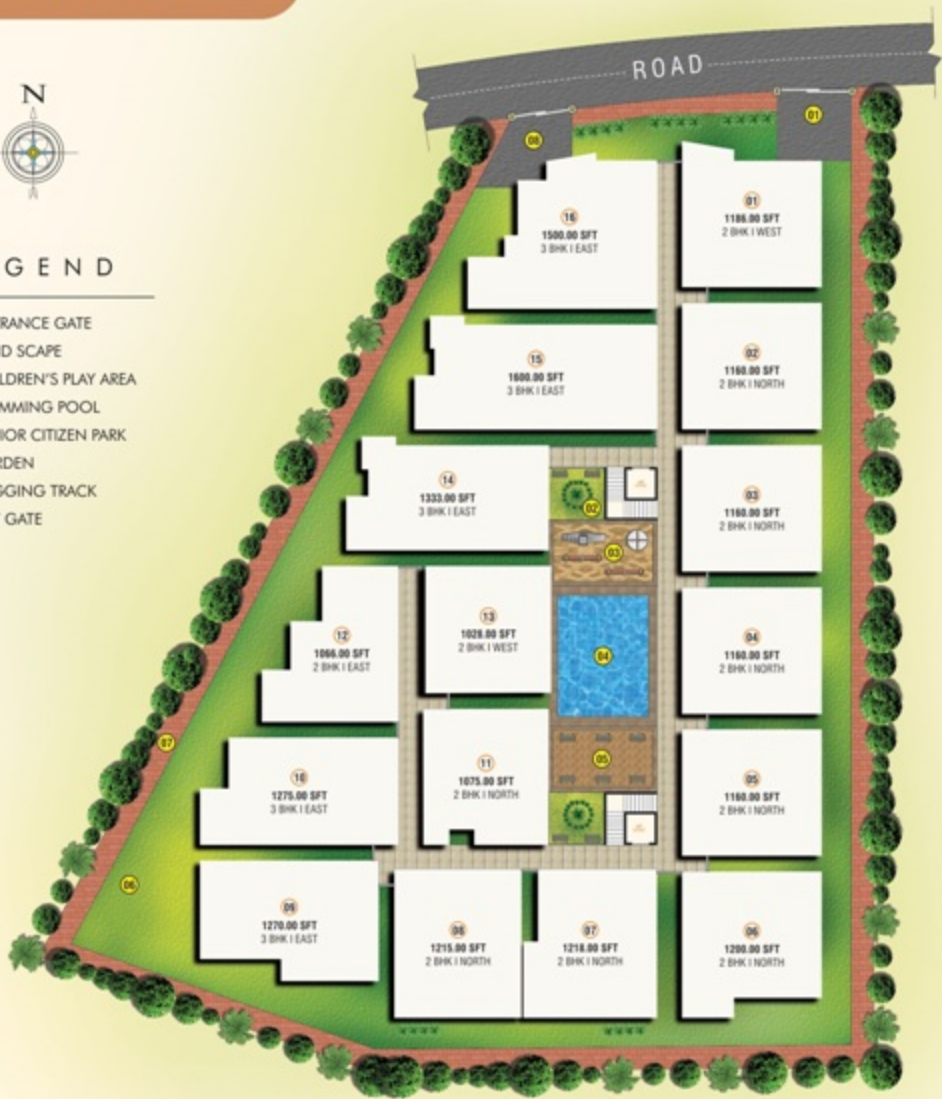 ROAD
N
GEND
RANCE GATE
D SCAPE
LDREN'S PLAY AREA
MMING POOL
IOR CITIZEN PARK
RDEN
GGING TRACK
GATE
08
01
16
1500.00 SFT
3 BHK I EAST
01
1186.00 SFT
2 BHK I WEST
15
1600.00 SFT
3 BHK I EAST
02
1160.00 SFT
2 BHK I NORTH
14
1333.00 SFT
3 BHK I EAST
02
03
03
1160.00 SFT
2 BHK I NORTH
12
1066.00 SFT
2 BHK I EAST
13
1028.00 SFT
2 BHK I WEST
04
04
1160.00 SFT
2 BHK I NORTH
07
10
1275.00 SFT
3 BHK I EAST
11
1075.00 SFT
2 BHK I NORTH
05
05
1160.00 SFT
2 BHK I NORTH
06
09
1270.00 SFT
3 BHK I EAST
08
1215.00 SFT
2 BHK I NORTH
07
1218.00 SFT
2 BHK I NORTH
06
1200.00 SFT
2 BHK I NORTH